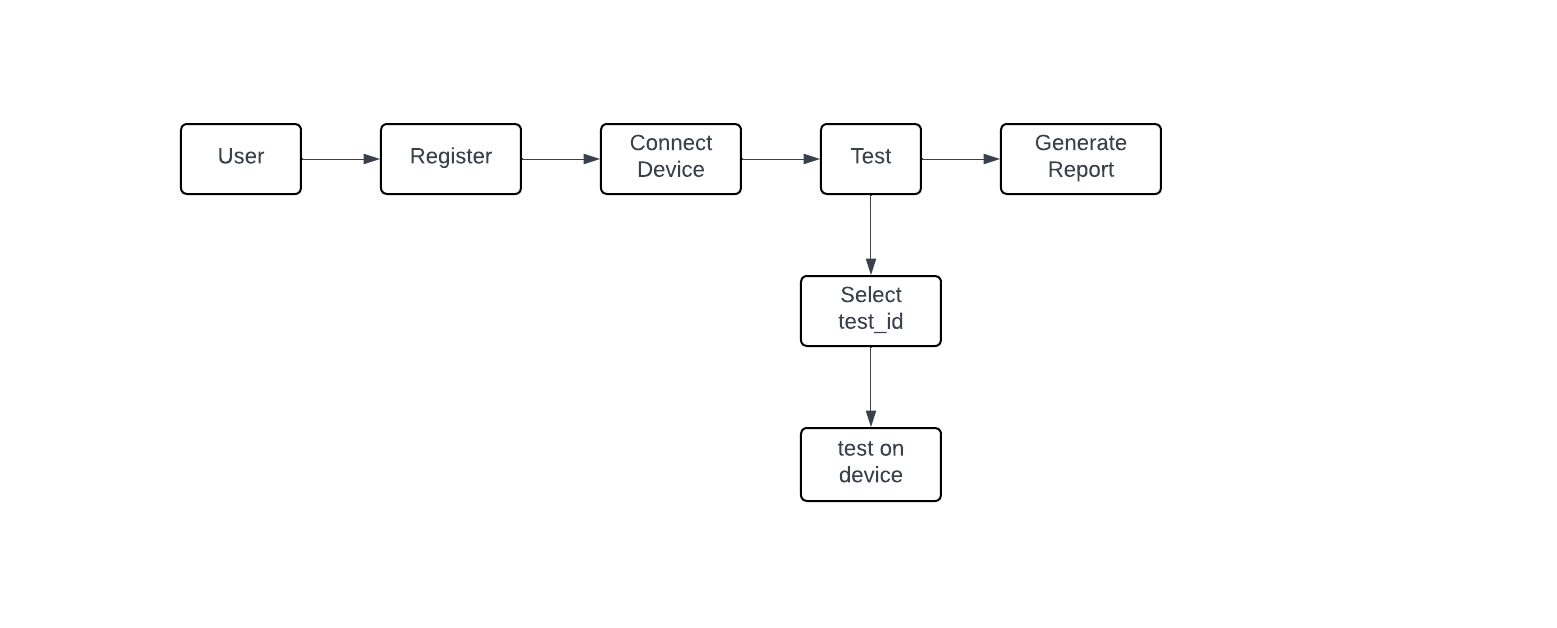 User
Register
Connect
Device
Test
Generate
Report
Select
test_id
test on
device